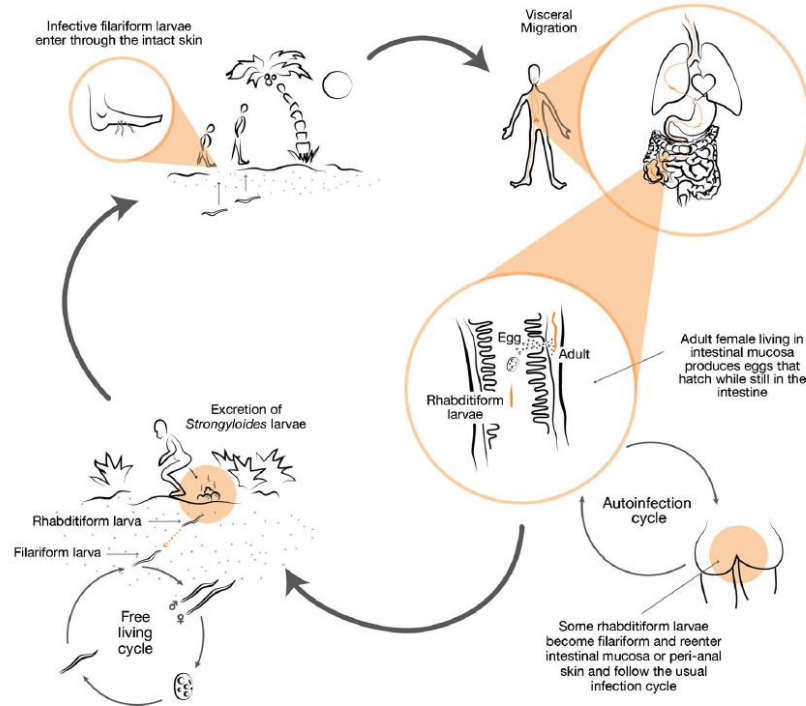 Infective filariform larvae
enter through the intact skin
Visceral
Migration
Egg
Adult
Rhabditiform
larvae
Adult female living in
intestinal mucosa
produces eggs that
hatch while still in the
intestine
Excretion of
Strongyloides larvae
Rhabditiform larva
Filariform larva
♂
♀
Free
living
cycle
Autoinfection
cycle
Some rhabditiform larvae
become filariform and reenter
intestinal mucosa or peri-anal
skin and follow the usual
infection cycle